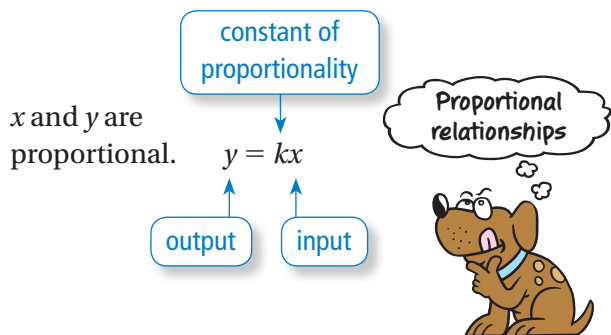 constant of
proportionality
Proportional
relationships
x and y are
proportional.
y = kx
output
input